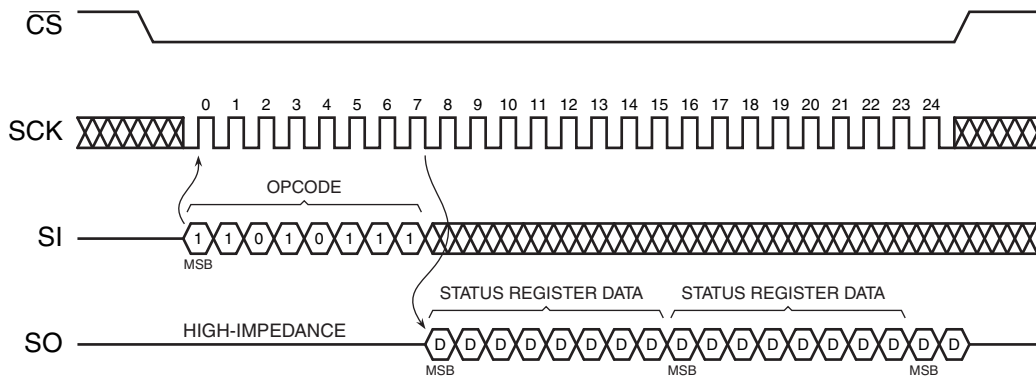 CS
0 1 2 3 4 5 6 7 8 9 10 11 12 13 14 15 16 17 18 19 20 21 22 23 24
SCK
OPCODE
SI 1 1 0 1 0 1 1 1
MSB
STATUS REGISTER DATA STATUS REGISTER DATA
HIGH-IMPEDANCE
SO D D D D D D D D D D D D D D D D D D
MSB MSB MSB